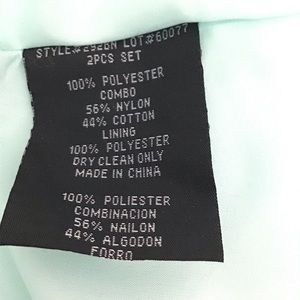 STYLE#292BN LOT#60077
2PCS SET
100% POLYESTER
COMBO
56% NYLON
44% COTTON
LINING
100% POLYESTER
DRY CLEAN ONLY
MADE IN CHINA
100% POLIESTER
COMBINACION
56% NAILON
44% ALGODON
FORRO